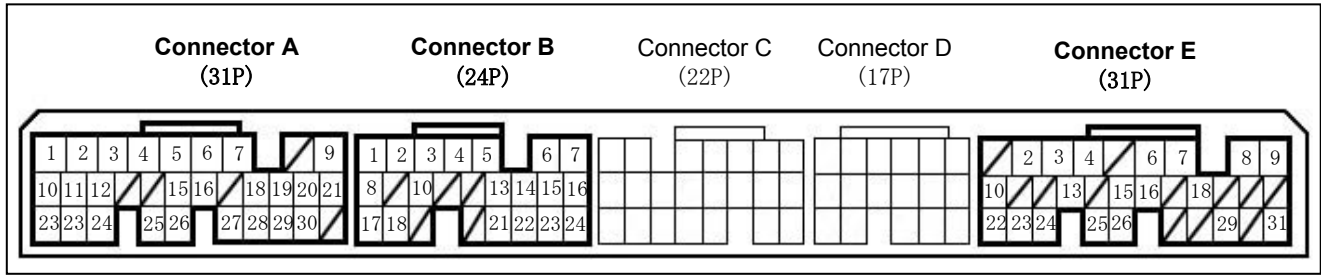 Connector A Connector B Connector C Connector D Connector E
(31P) (24P) (22P) (17P) (31P)
1 2 3 4 5 6 7 9 1 2 3 4 5 6 7 2 3 4 6 7 8 9
10 11 12 15 16 18 19 20 21 8 10 13 14 15 16 10 13 15 16 18
23 23 24 25 26 27 28 29 30 17 18 21 22 23 24 22 23 24 25 26 29 31